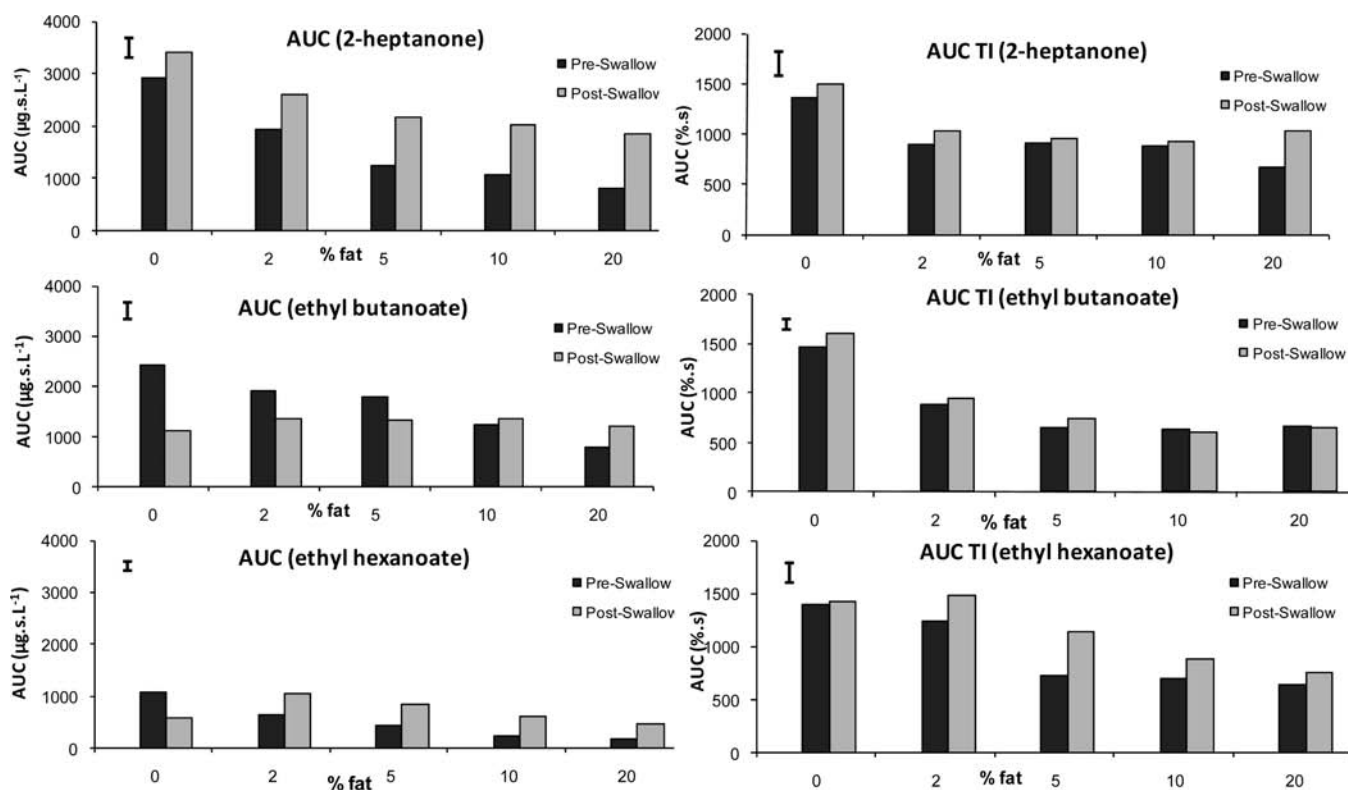 AUC (2-heptanone)
AUC (µg.s.L⁻¹)
4000
3000
2000
1000
0
Pre-Swallow
Post-Swallow
0 2 5 10 20
% fat
AUC TI (2-heptanone)
AUC (%.s)
2000
1500
1000
500
0
Pre-Swallow
Post-Swallow
0 2 5 10 20
% fat
AUC (ethyl butanoate)
AUC (µg.s.L⁻¹)
4000
3000
2000
1000
0
Pre-Swallow
Post-Swallow
0 2 5 10 20
% fat
AUC TI (ethyl butanoate)
AUC (%.s)
2000
1500
1000
500
0
Pre-Swallow
Post-Swallow
0 2 5 10 20
% fat
AUC (ethyl hexanoate)
AUC (µg.s.L⁻¹)
4000
3000
2000
1000
0
Pre-Swallow
Post-Swallow
0 2 5 10 20
% fat
AUC TI (ethyl hexanoate)
AUC (%.s)
2000
1500
1000
500
0
Pre-Swallow
Post-Swallow
0 2 5 10 20
% fat